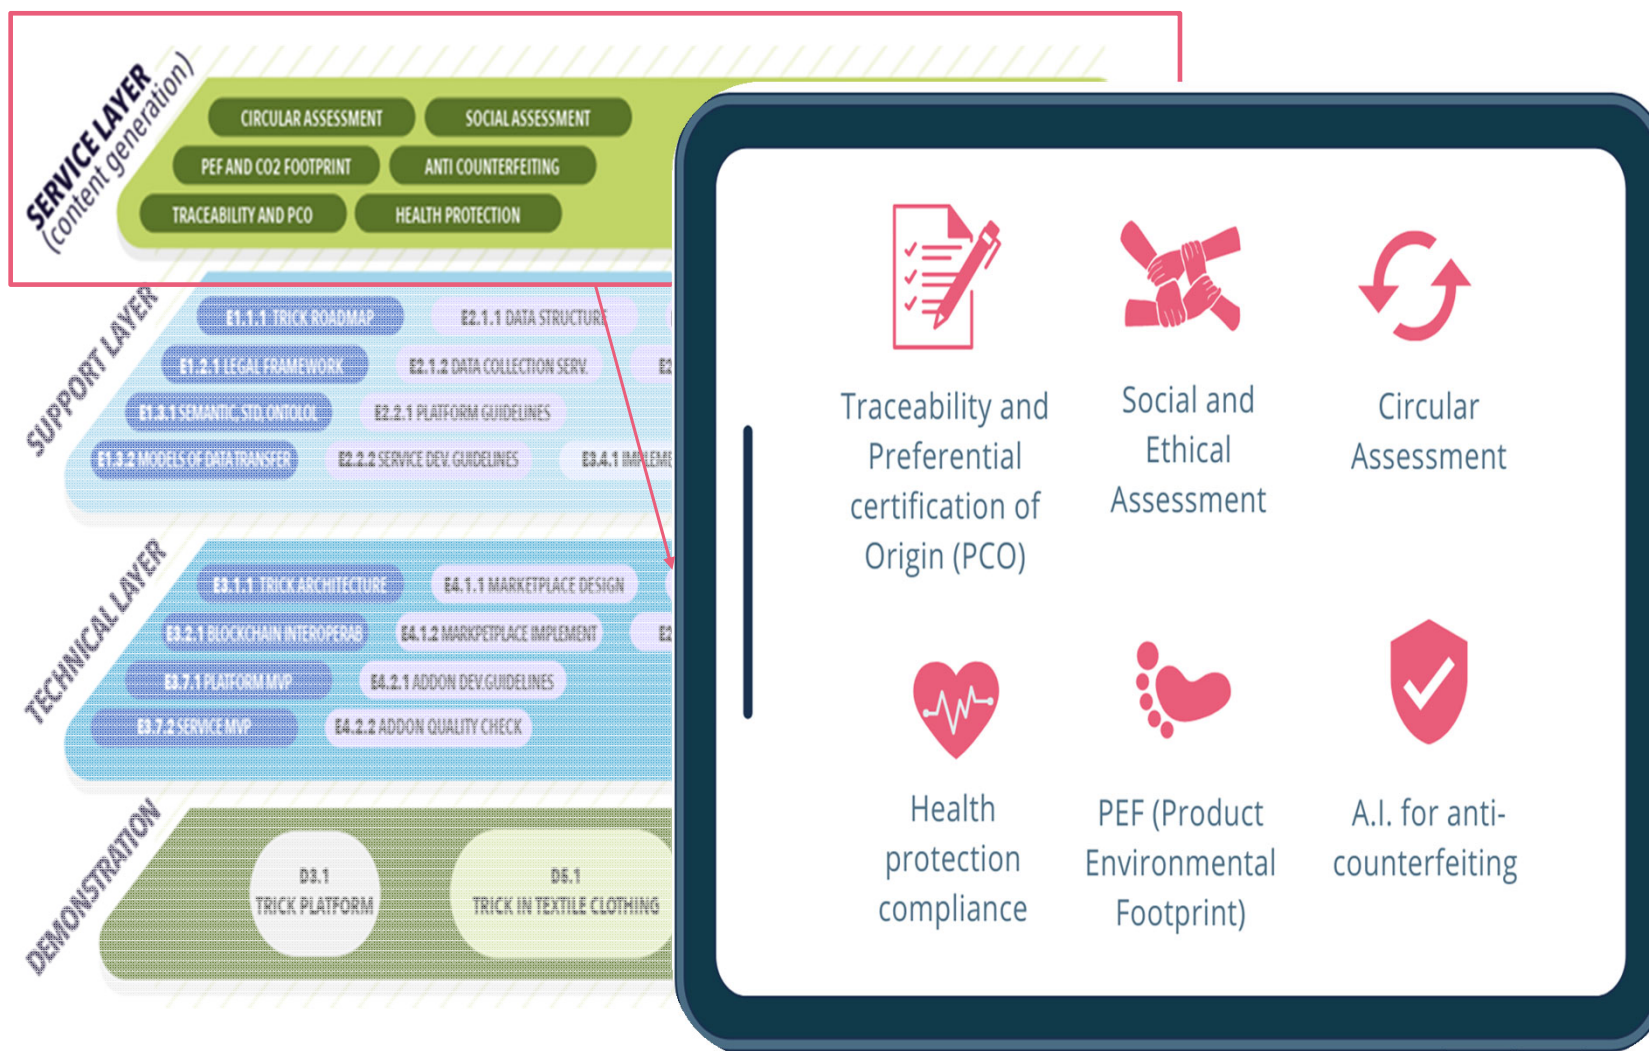 SERVICE LAYER
(content generation)
CIRCULAR ASSESSMENT
SOCIAL ASSESSMENT
PEF AND CO2 FOOTPRINT
ANTI COUNTERFEITING
TRACEABILITY AND PCO
HEALTH PROTECTION
SUPPORT LAYER
E1.1.1 TRICK ROADMAP
E2.1.1 DATA STRUCTURE
E1.2.1 LEGAL FRAMEWORK
E2.1.2 DATA COLLECTION SERV.
E2
E1.3.1 SEMANTIC, STD, ONTOLOL
E2.2.1 PLATFORM GUIDELINES
E1.3.2 MODELS OF DATA TRANSFER
E2.2.2 SERVICE DEV. GUIDELINES
E3.4.1 IMPLEME
TECHNICAL LAYER
E3.1.1 TRICK ARCHITECTURE
E4.1.1 MARKETPLACE DESIGN
E3.2.1 BLOCKCHAIN INTEROPERAB
E4.1.2 MARKPETPLACE IMPLEMENT
E2
E3.7.1 PLATFORM MVP
E4.2.1 ADDON DEV.GUIDELINES
E3.7.2 SERVICE MVP
E4.2.2 ADDON QUALITY CHECK
DEMONSTRATION
D3.1
TRICK PLATFORM
D5.1
TRICK IN TEXTILE CLOTHING
Traceability and
Preferential
certification of
Origin (PCO)
Social and
Ethical
Assessment
Circular
Assessment
Health
protection
compliance
PEF (Product
Environmental
Footprint)
A.I. for anti-
counterfeiting